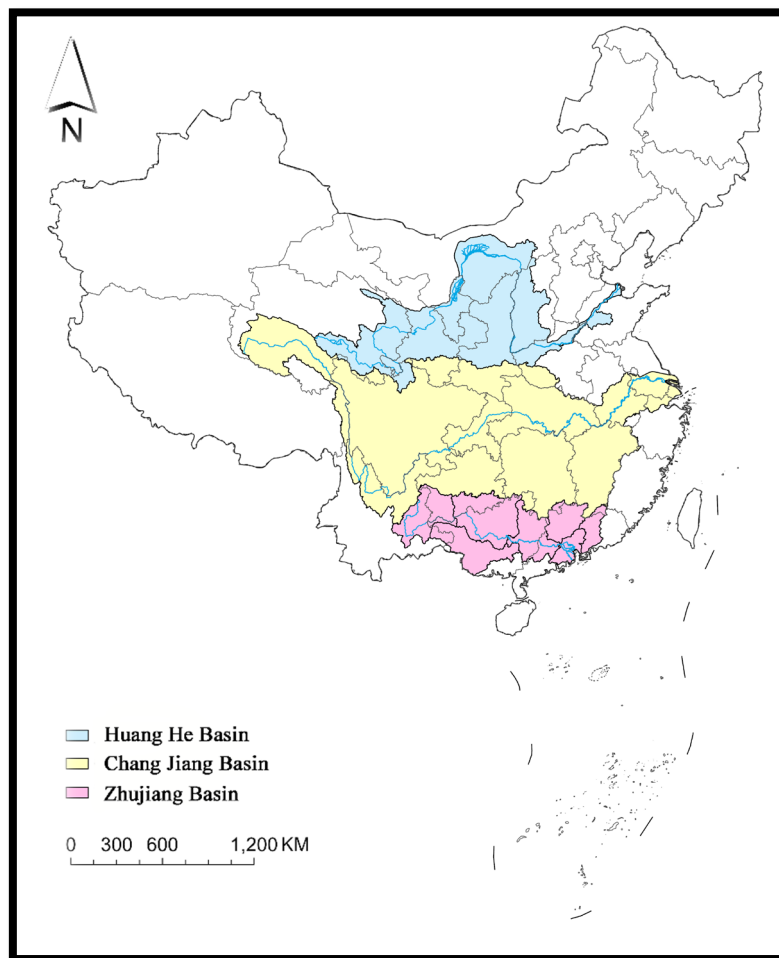 N
Huang He Basin
Chang Jiang Basin
Zhujiang Basin
0 300 600 1,200 KM